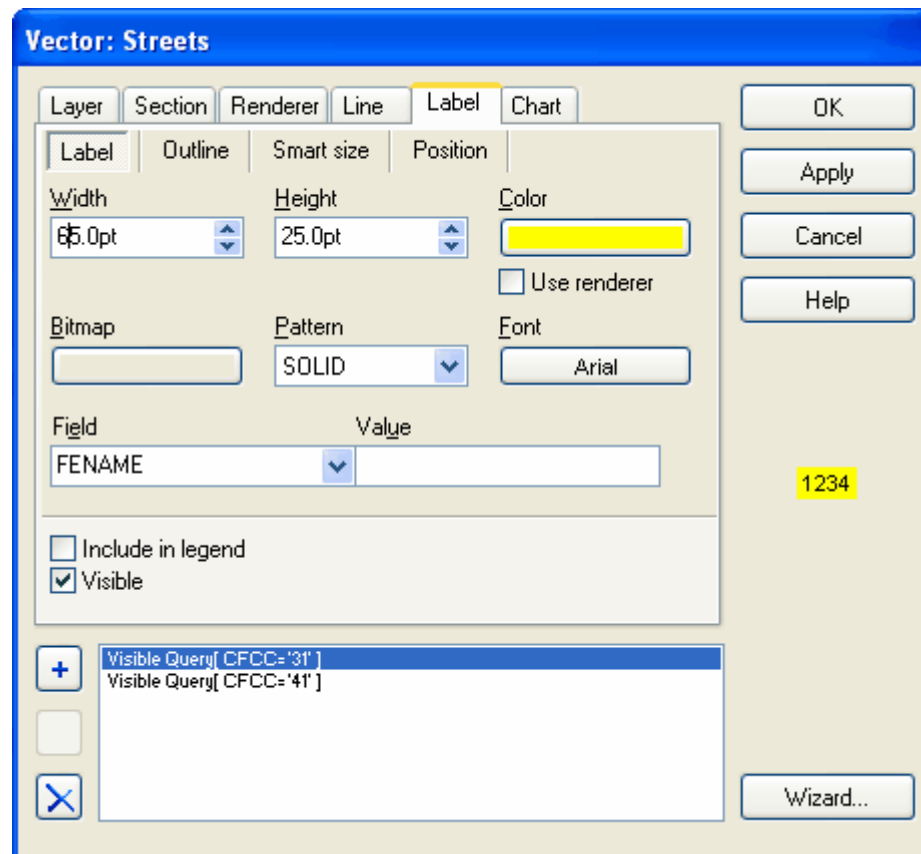 Vector: Streets
Layer Section Renderer Line Label Chart
OK
Label Outline Smart size Position
Apply
Width Height Color
65.0pt 25.0pt
Cancel
Use renderer
Help
Bitmap Pattern Font
SOLID Arial
Field Value
FENAME
1234
Include in legend
Visible
+
Visible Query[ CFCC='31' ]
Visible Query[ CFCC='41' ]
Wizard...